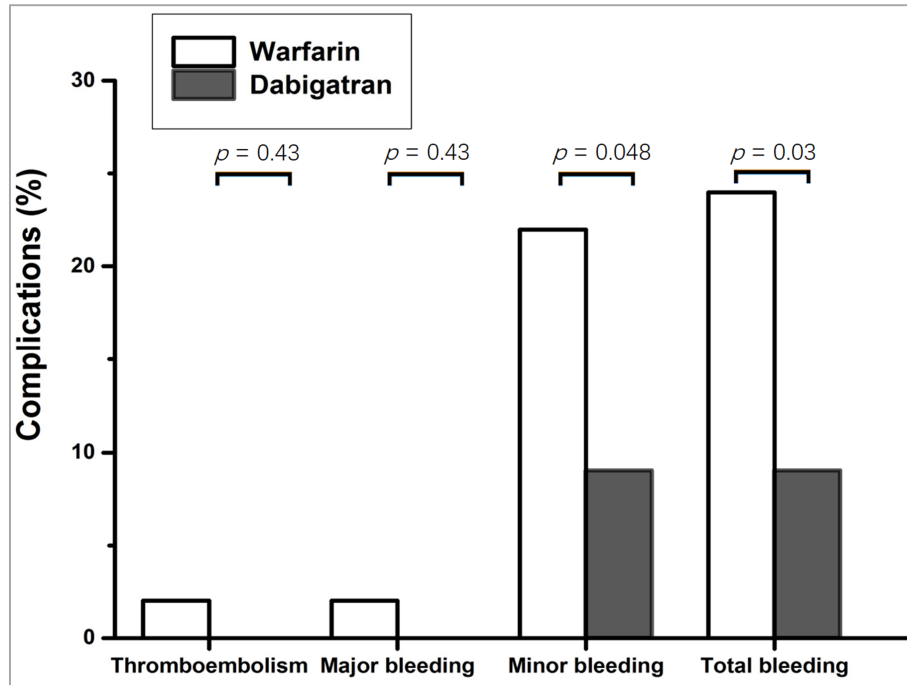 Warfarin
Dabigatran
30
p = 0.43
p = 0.43
p = 0.048
p = 0.03
20
10
0
Complications (%)
Thromboembolism
Major bleeding
Minor bleeding
Total bleeding